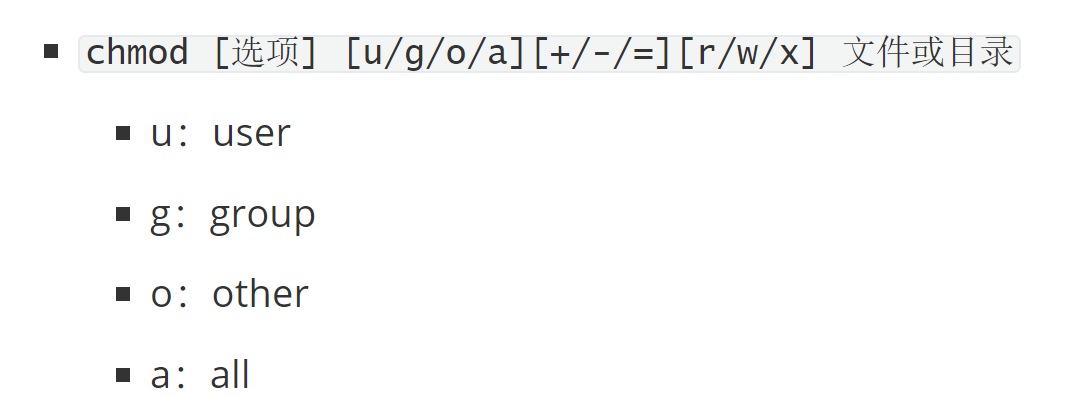 chmod [选项] [u/g/o/a][+/-/=][r/w/x] 文件或目录
u：user
g：group
o：other
a：all